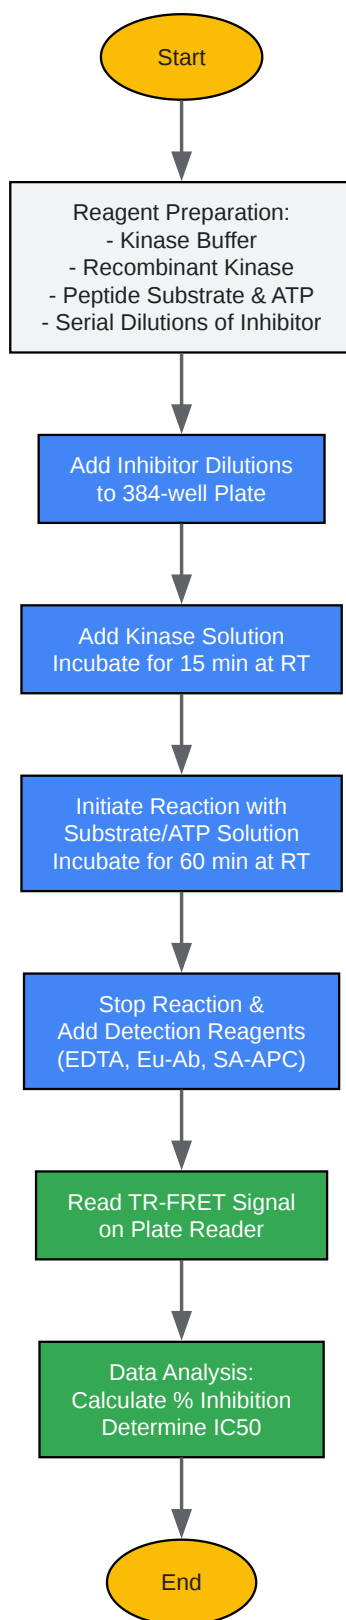 Start
Reagent Preparation:
- Kinase Buffer
- Recombinant Kinase
- Peptide Substrate & ATP
- Serial Dilutions of Inhibitor
Add Inhibitor Dilutions
to 384-well Plate
Add Kinase Solution
Incubate for 15 min at RT
Initiate Reaction with
Substrate/ATP Solution
Incubate for 60 min at RT
Stop Reaction &
Add Detection Reagents
(EDTA, Eu-Ab, SA-APC)
Read TR-FRET Signal
on Plate Reader
Data Analysis:
Calculate % Inhibition
Determine IC50
End